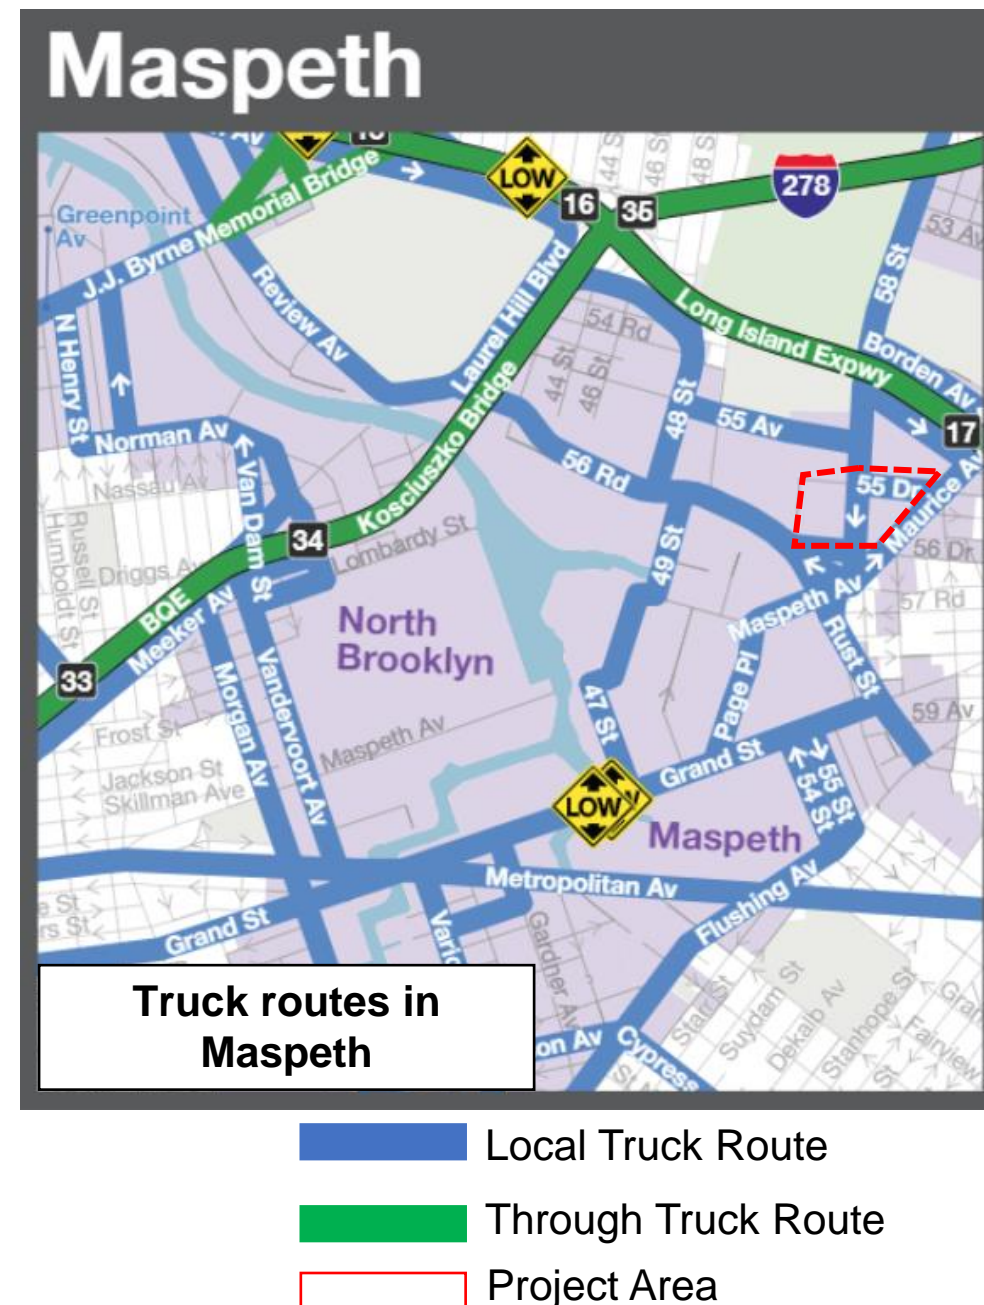 Maspeth
Av
13
LOW
16
35
278
44 St
46 St
48 St
53 Av
Greenpoint
Av
J.J. Byrne Memorial Bridge
Review Av
Laurel Hill Blvd
58 St
Long Island Expwy
Borden Av
17
N Henry St
54 Rd
44 St
46 St
48 St
55 Av
Norman Av
Nassau Av
Van Dam St
Kosciuszko Bridge
56 Rd
55 Dr
Maurice Av
56 Dr
34
Lombardy St
49 St
Russell St
Humboldt St
Driggs Av
BQE
Meeker Av
33
Maspeth Av
57 Rd
North
Brooklyn
Rust St
Page Pl
47 St
59 Av
Morgan Av
Vandervoort Av
Maspeth Av
Frost St
Jackson St
Skillman Ave
Grand St
55 St
54 St
LOW
Maspeth
Metropolitan Av
Flushing Av
Grand St
Gardner Av
Starr St
Suydam St
Dekalb Av
Stanhope St
Fairview
on Av
Cypress
Truck routes in
Maspeth
Local Truck Route
Through Truck Route
Project Area